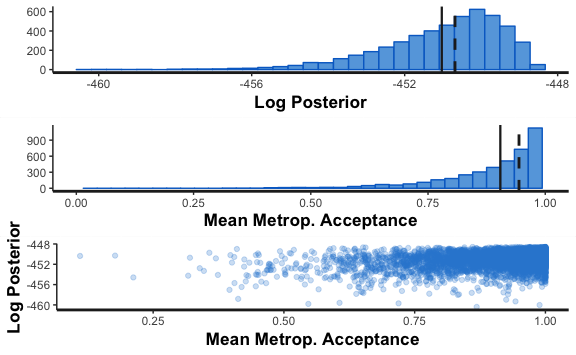 600
400
200
0
-460 -456 -452 -448
Log Posterior
900
600
300
0
0.00 0.25 0.50 0.75 1.00
Mean Metrop. Acceptance
Log Posterior
-448
-452
-456
-460
0.25 0.50 0.75 1.00
Mean Metrop. Acceptance